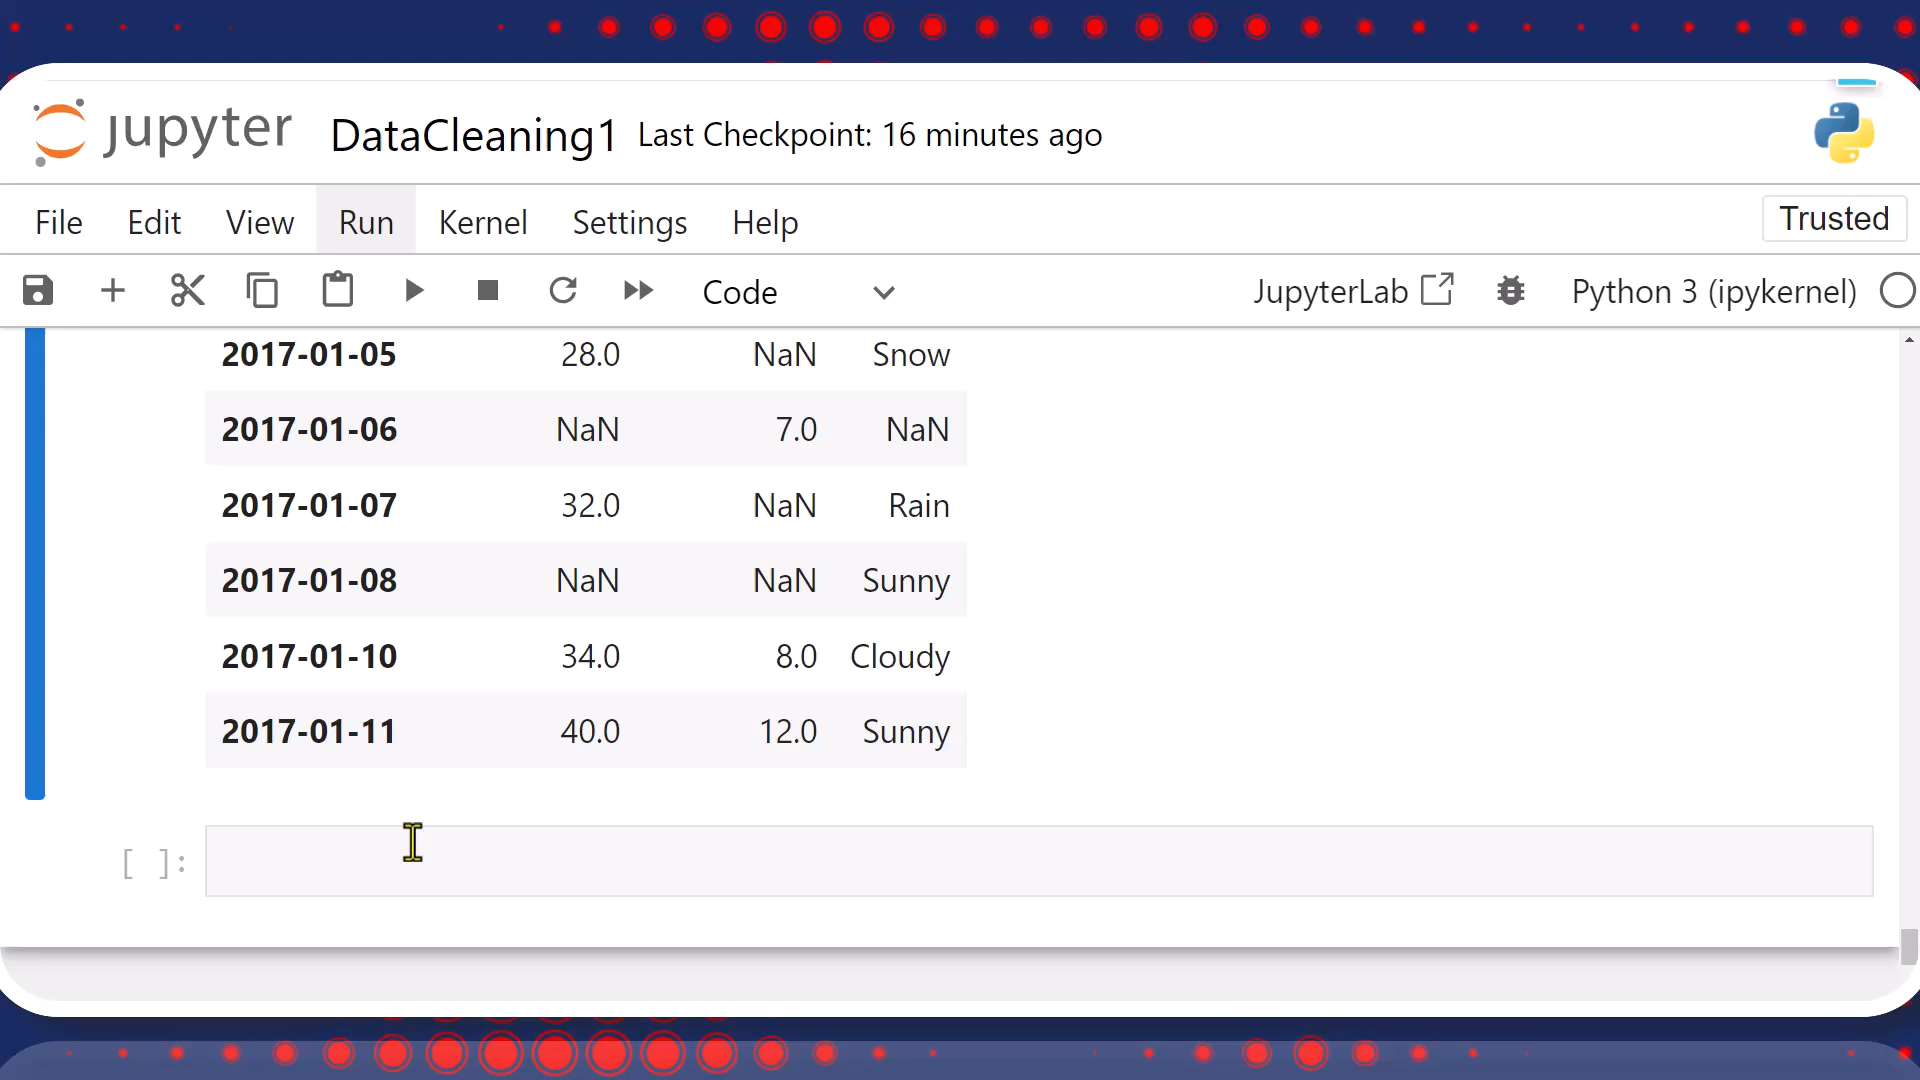 jupyter DataCleaning1 Last Checkpoint: 16 minutes ago
File Edit View Run Kernel Settings Help Trusted
Code JupyterLab Python 3 (ipykernel)
2017-01-05 28.0 NaN Snow
2017-01-06 NaN 7.0 NaN
2017-01-07 32.0 NaN Rain
2017-01-08 NaN NaN Sunny
2017-01-10 34.0 8.0 Cloudy
2017-01-11 40.0 12.0 Sunny
[ ]: